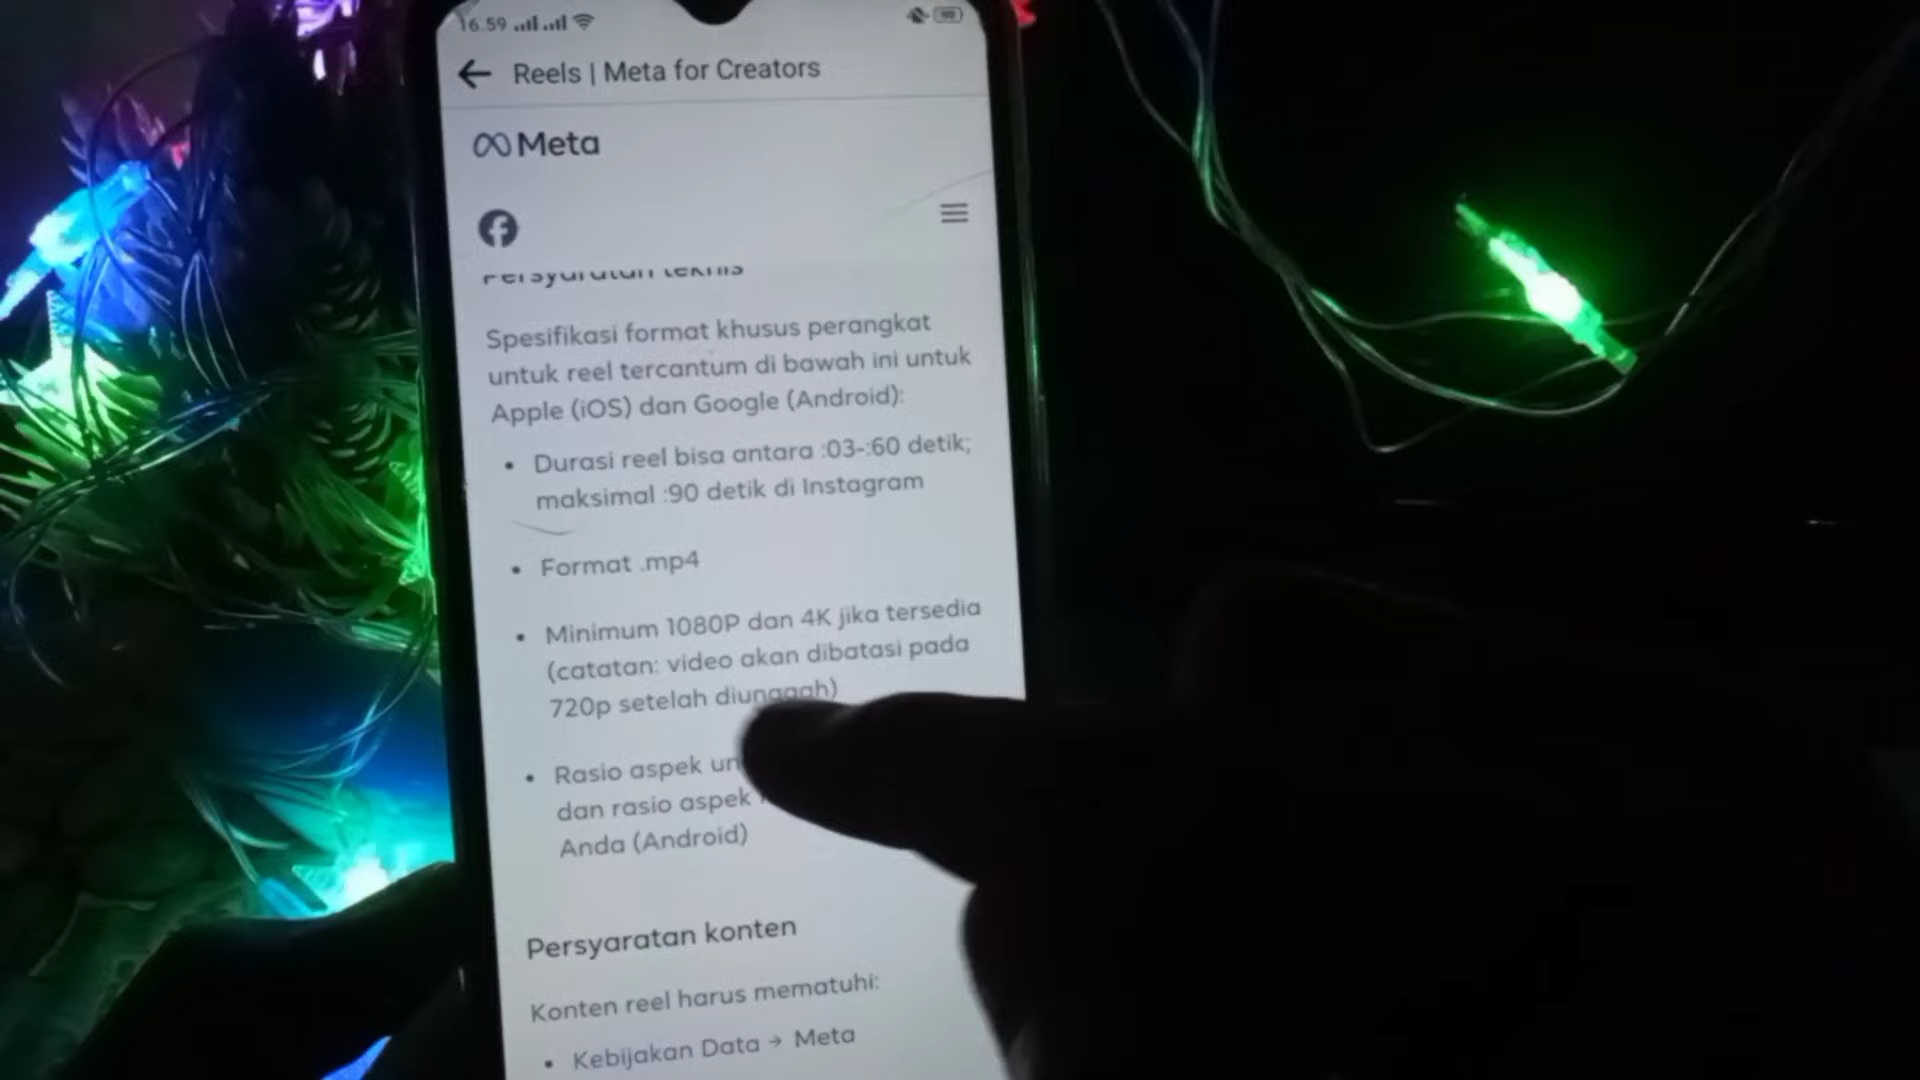 16.59
Reels | Meta for Creators
Meta
Persyaratan teknis
Spesifikasi format khusus perangkat
untuk reel tercantum di bawah ini untuk
Apple (iOS) dan Google (Android):
• Durasi reel bisa antara :03-:60 detik;
maksimal :90 detik di Instagram
• Format .mp4
• Minimum 1080P dan 4K jika tersedia
(catatan: video akan dibatasi pada
720p setelah diunggah)
• Rasio aspek
dan rasio aspek
Anda (Android)
Persyaratan konten
Konten reel harus mematuhi:
• Kebijakan Data → Meta